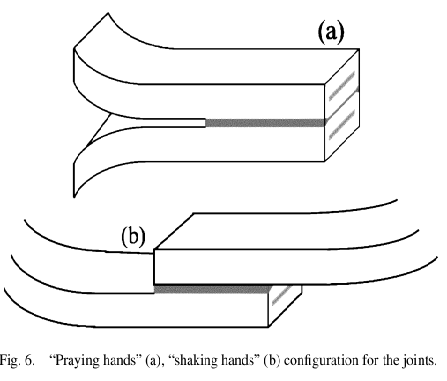 (a)
(b)
Fig. 6. “Praying hands” (a), “shaking hands” (b) configuration for the joints.